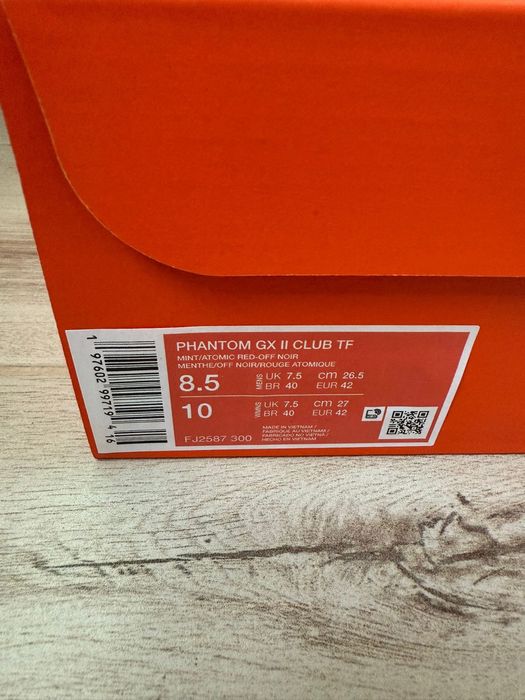 PHANTOM GX II CLUB TF
MINT/ATOMIC RED-OFF NOIR
MENTHE/OFF NOIR/ROUGE ATOMIQUE
8.5 MENS UK 7.5 cm 26.5
BR 40 EUR 42
10 WMNS UK 7.5 cm 27
BR 40 EUR 42
FJ2587 300
MADE IN VIETNAM /
FABRIQUE AU VIETNAM /
FABRICADO NO VIETNÃ /
HECHO EN VIETNAM
1 97602 99719 4 16